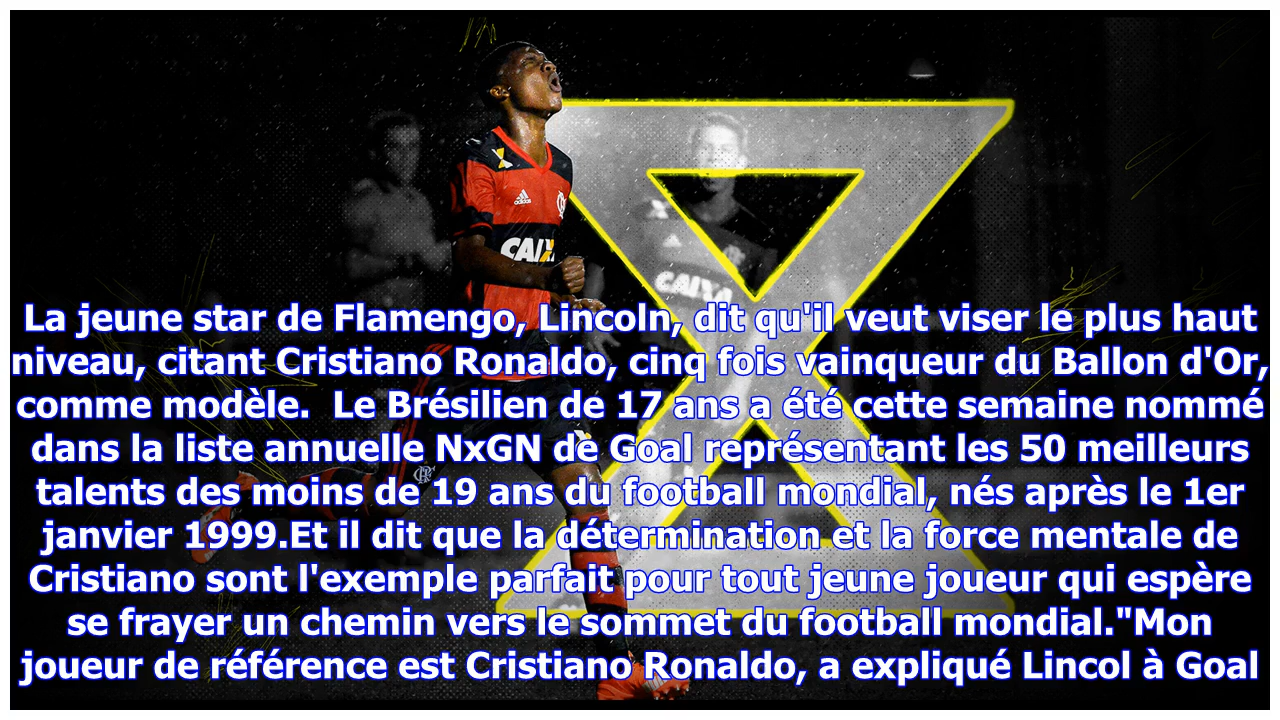 adidas
CAIXA
CAIXA
La jeune star de Flamengo, Lincoln, dit qu'il veut viser le plus haut
niveau, citant Cristiano Ronaldo, cinq fois vainqueur du Ballon d'Or,
comme modèle.  Le Brésilien de 17 ans a été cette semaine nommé
dans la liste annuelle NxGN de Goal représentant les 50 meilleurs
talents des moins de 19 ans du football mondial, nés après le 1er
janvier 1999.Et il dit que la détermination et la force mentale de
Cristiano sont l'exemple parfait pour tout jeune joueur qui espère
se frayer un chemin vers le sommet du football mondial."Mon
joueur de référence est Cristiano Ronaldo, a expliqué Lincol à Goal